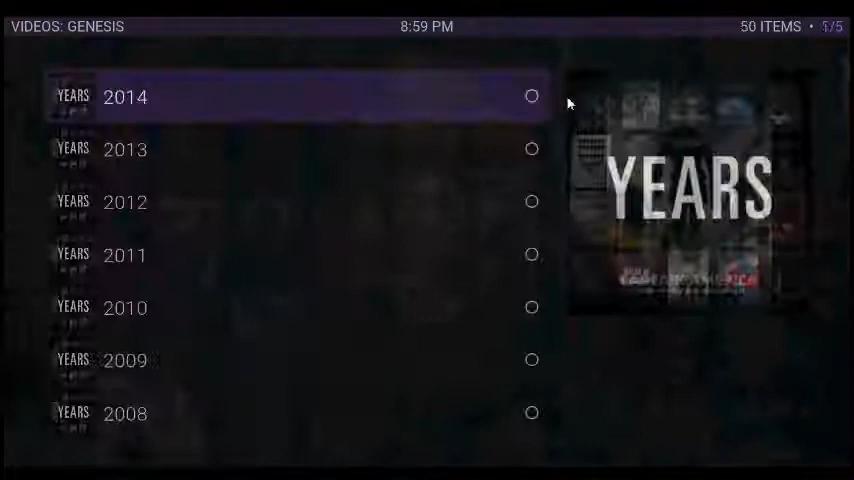 VIDEOS: GENESIS 8:59 PM 50 ITEMS • 1/5
YEARS 2014
YEARS 2013
YEARS 2012
YEARS 2011
YEARS 2010
YEARS 2009
YEARS 2008
YEARS